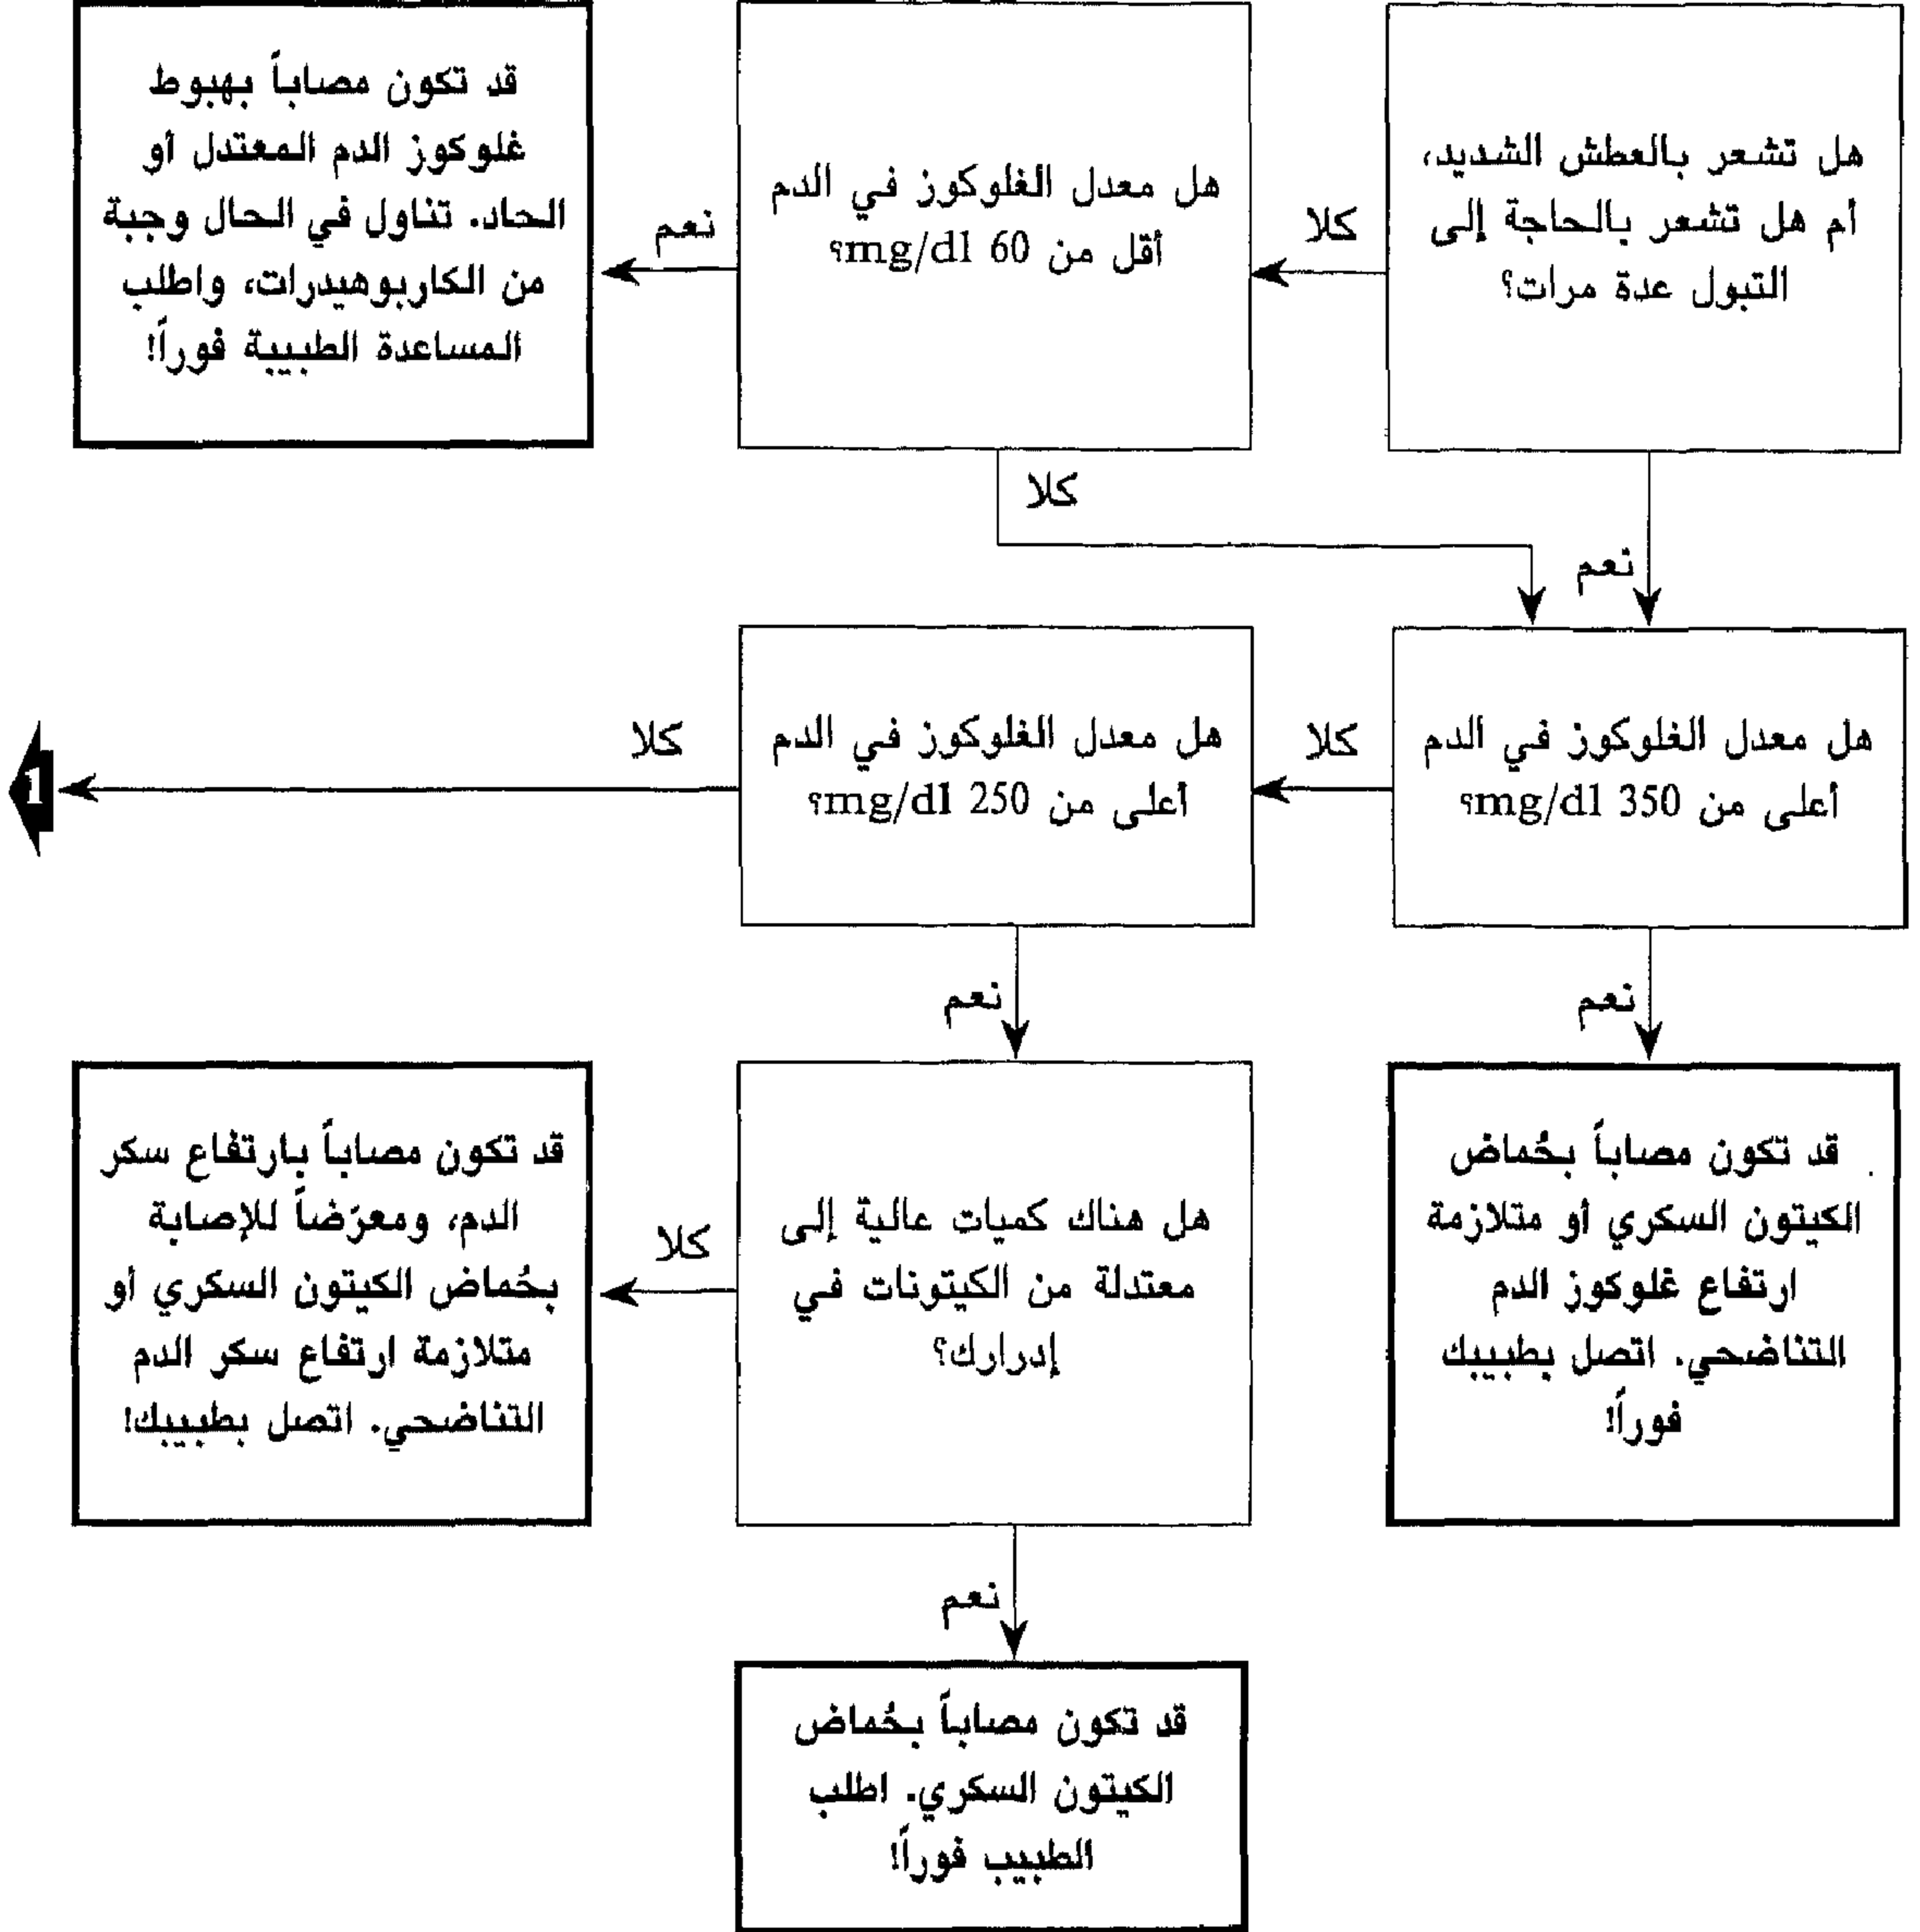 هل تشعر بالعطش الشديد،
أم هل تشعر بالحاجة إلى
التبول عدة مرات؟
كلا
هل معدل الغلوكوز في الدم
أقل من 60 mg/dl؟
نعم
قد تكون مصاباً بهبوط
غلوكوز الدم المعتدل أو
الحاد. تناول في الحال وجبة
من الكاربوهيدرات، واطلب
المساعدة الطبيبة فوراً!
كلا
نعم
هل معدل الغلوكوز في الدم
أعلى من 350 mg/dl؟
كلا
هل معدل الغلوكوز في الدم
أعلى من 250 mg/dl؟
كلا
1
نعم
نعم
قد تكون مصاباً بحُماض
الكيتون السكري أو متلازمة
ارتفاع غلوكوز الدم
التناضحي. اتصل بطبيبك
فوراً!
هل هناك كميات عالية إلى
معتدلة من الكيتونات في
إدرارك؟
كلا
قد تكون مصاباً بارتفاع سكر
الدم، ومعرّضاً للإصابة
بحُماض الكيتون السكري أو
متلازمة ارتفاع سكر الدم
التناضحي. اتصل بطبيبك!
نعم
قد تكون مصاباً بحُماض
الكيتون السكري. اطلب
الطبيب فوراً!